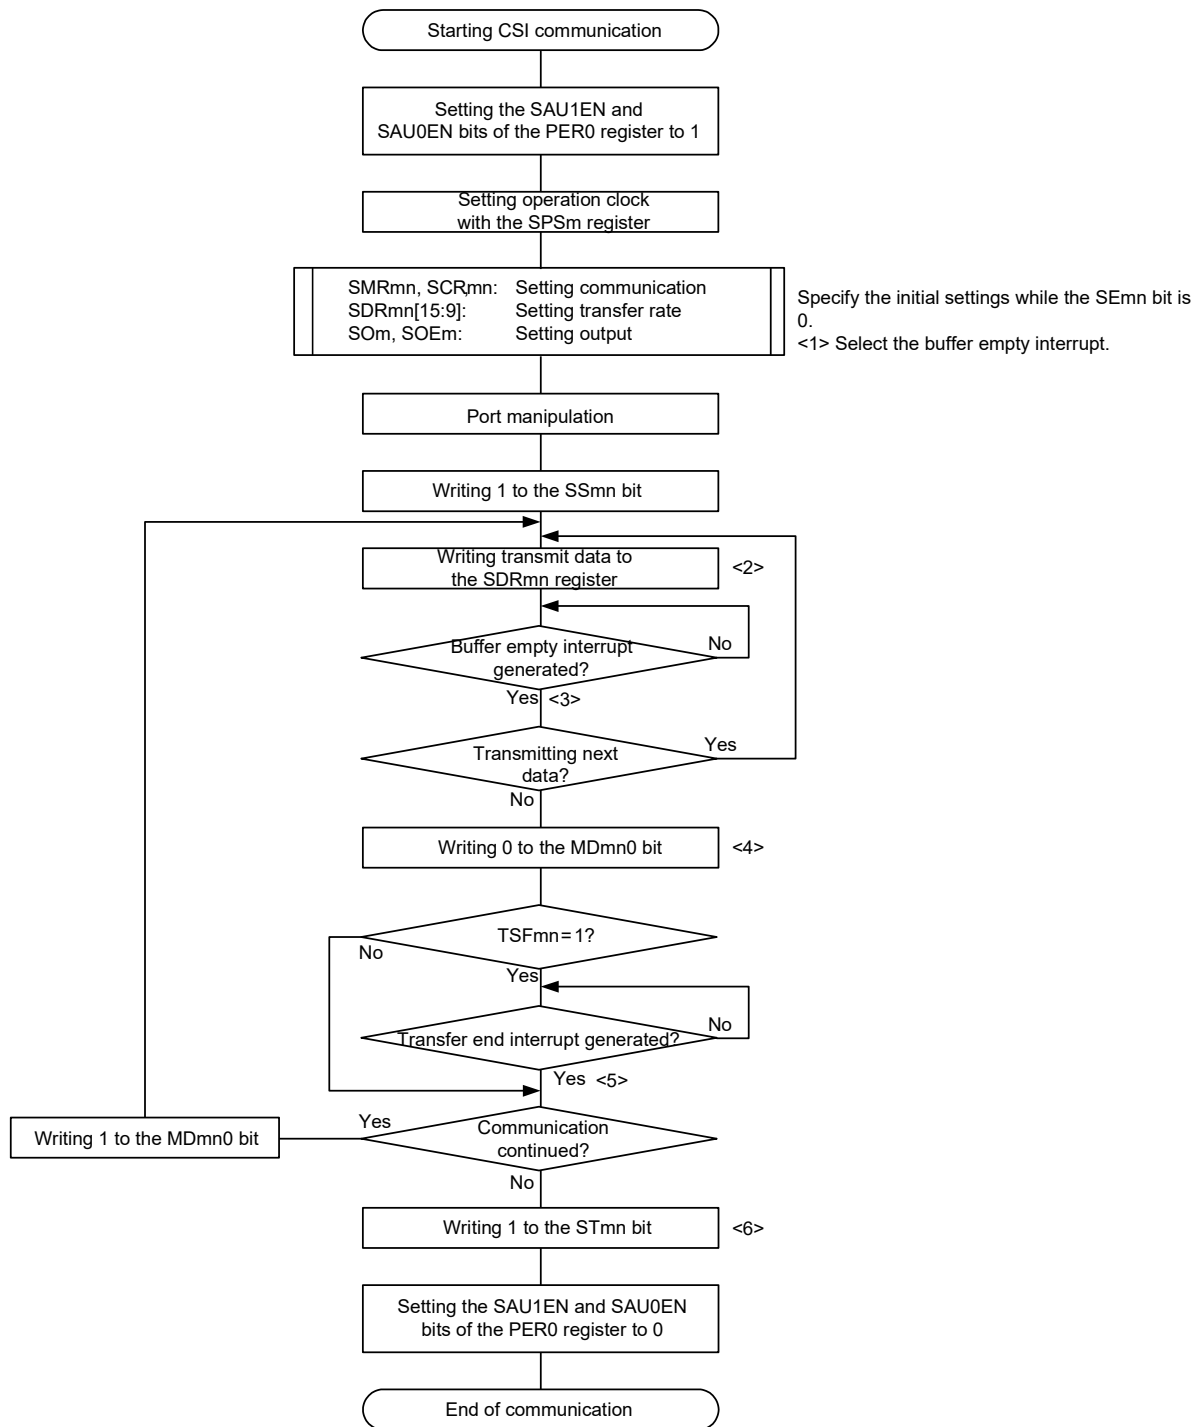 Starting CSI communication
Setting the SAU1EN and
SAU0EN bits of the PER0 register to 1
Setting operation clock
with the SPSm register
SMRmn, SCRmn: Setting communication
SDRmn[15:9]: Setting transfer rate
SOm, SOEm: Setting output
Specify the initial settings while the SEmn bit is
0.
<1> Select the buffer empty interrupt.
Port manipulation
Writing 1 to the SSmn bit
Writing transmit data to
the SDRmn register
<2>
Buffer empty interrupt
generated?
No
Yes <3>
Transmitting next
data?
Yes
No
Writing 0 to the MDmn0 bit
<4>
TSFmn = 1?
No
Yes
Transfer end interrupt generated?
No
Yes <5>
Communication
continued?
Yes
Writing 1 to the MDmn0 bit
No
Writing 1 to the STmn bit
<6>
Setting the SAU1EN and SAU0EN
bits of the PER0 register to 0
End of communication